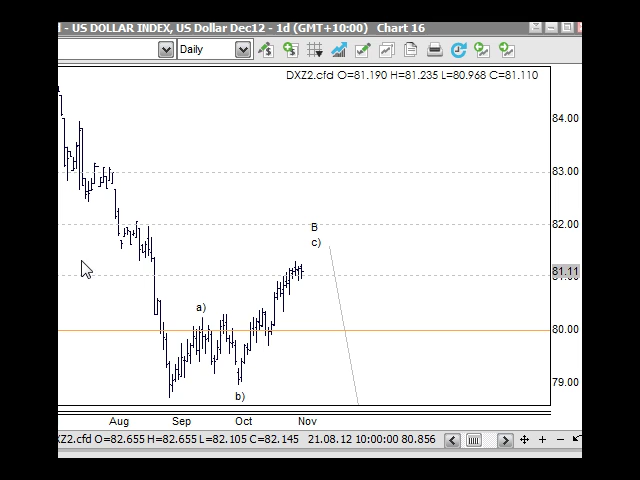 - US DOLLAR INDEX, US Dollar Dec12 - 1d (GMT+10:00) Chart 16
Daily
DXZ2.cfd O=81.190 H=81.235 L=80.968 C=81.110
84.00
83.00
82.00
B
c)
81.11
a)
80.00
79.00
b)
Aug Sep Oct Nov
XZ2.cfd O=82.655 H=82.655 L=82.105 C=82.145 21.08.12 10:00:00 80.856